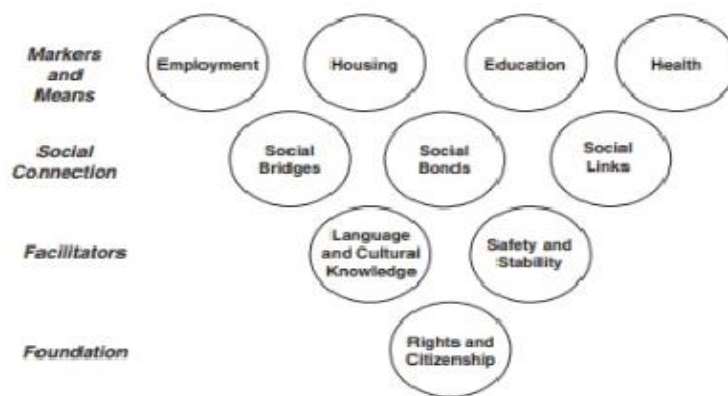 Markers
and
Means
Employment
Housing
Education
Health
Social
Connection
Social
Bridges
Social
Bonds
Social
Links
Facilitators
Language
and Cultural
Knowledge
Safety and
Stability
Foundation
Rights and
Citizenship